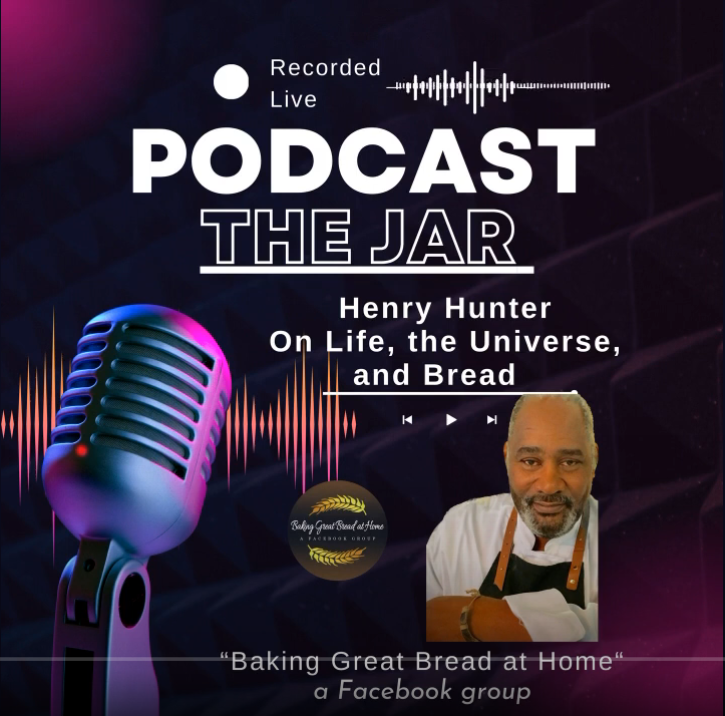 Recorded
Live
PODCAST
THE JAR
Henry Hunter
On Life, the Universe,
and Bread
Baking Great Bread at Home
A FACEBOOK GROUP
“Baking Great Bread at Home“
a Facebook group